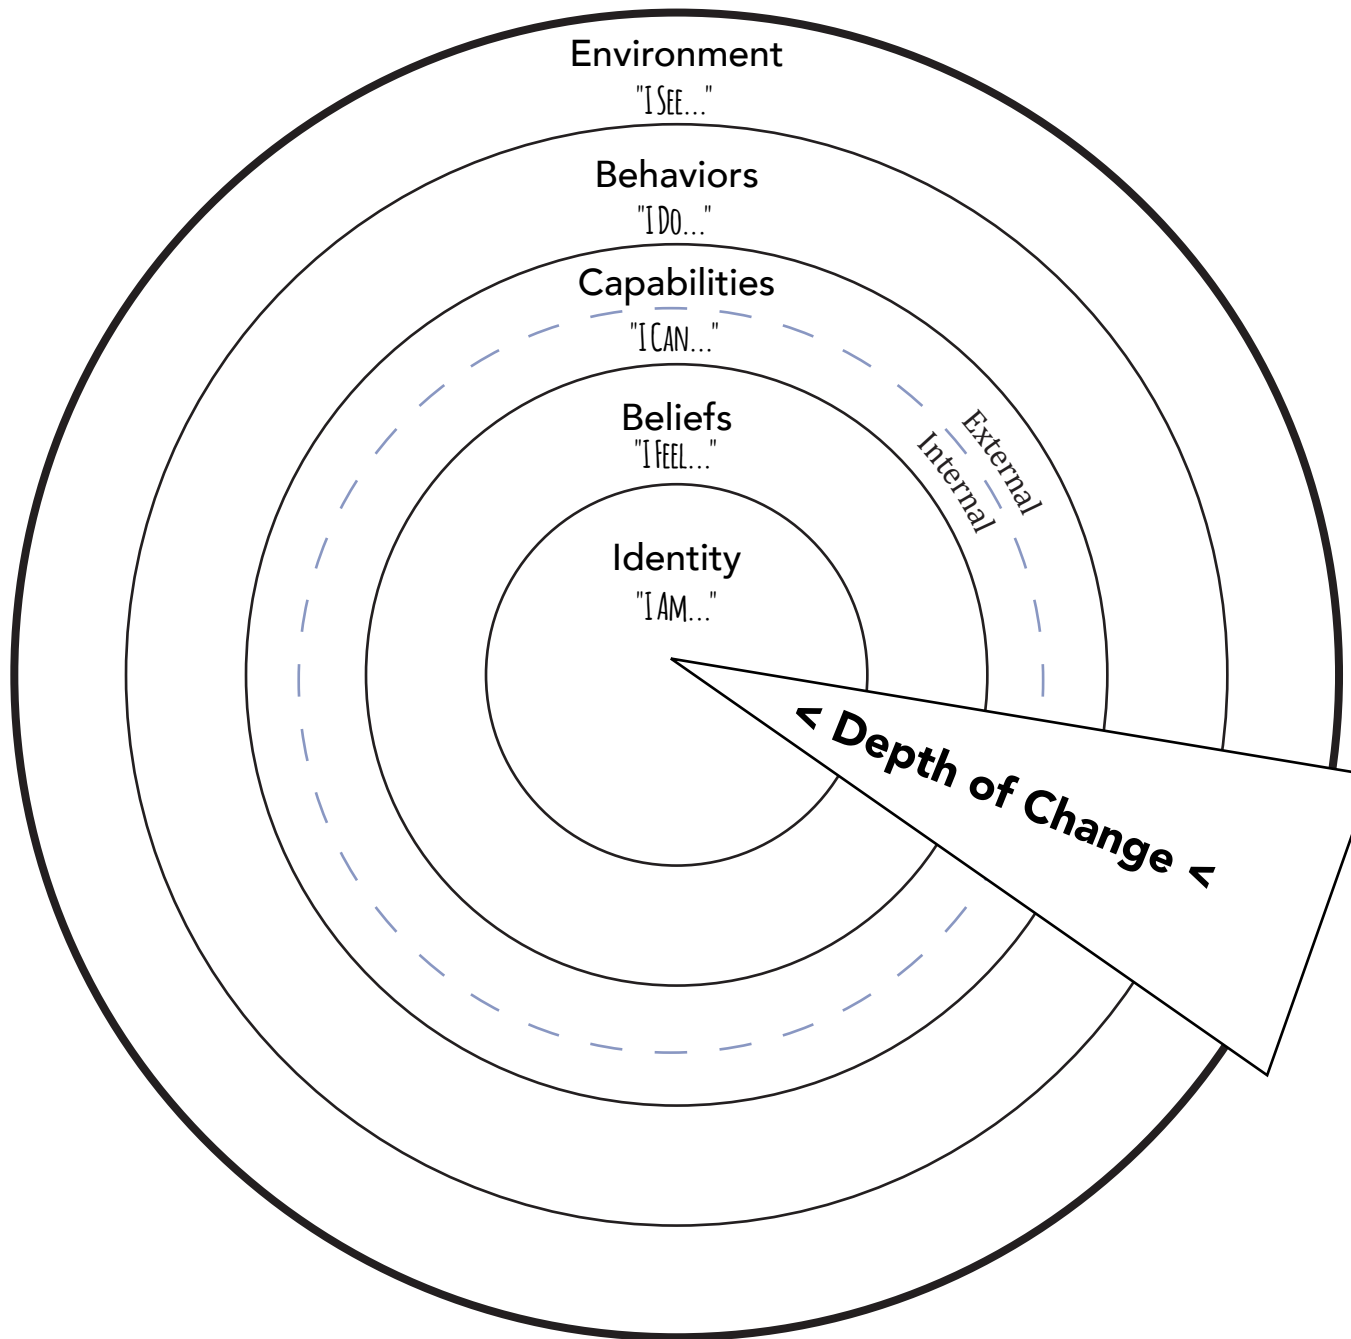 Environment
"I See..."
Behaviors
"I Do..."
Capabilities
"I Can..."
External
Internal
Beliefs
"I Feel..."
Identity
"I Am..."
< Depth of Change <